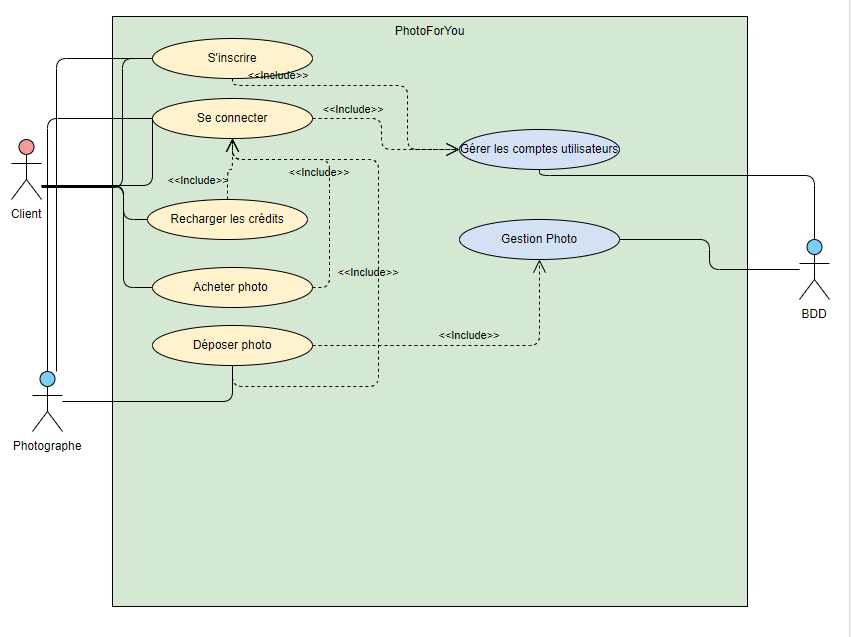 PhotoForYou
S'inscrire
<<Include>>
Se connecter
<<Include>>
Gérer les comptes utilisateurs
<<Include>>
<<Include>>
Client
Recharger les crédits
Gestion Photo
<<Include>>
Acheter photo
BDD
<<Include>>
Déposer photo
Photographe